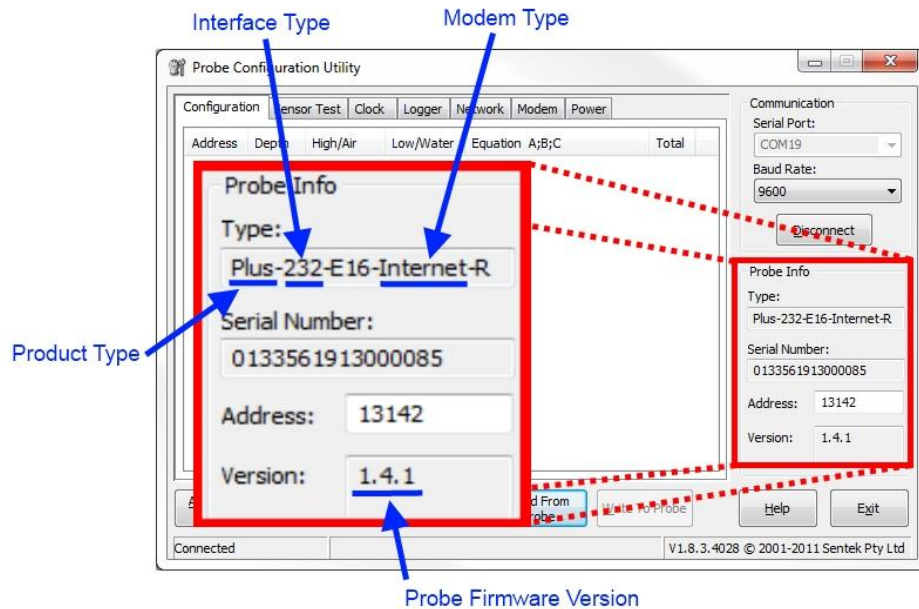 Interface Type
Modem Type
Probe Configuration Utility
Configuration Sensor Test Clock Logger Network Modem Power
Address Depth High/Air Low/Water Equation A;B;C Total
Communication
Serial Port:
COM19
Baud Rate:
9600
Disconnect
Probe Info
Type:
Plus-232-E16-Internet-R
Serial Number:
0133561913000085
Address: 13142
Version: 1.4.1
Product Type
Probe Info
Type:
Plus-232-E16-Internet-R
Serial Number:
0133561913000085
Address: 13142
Version: 1.4.1
From
Write To Probe
Help
Exit
Connected
V1.8.3.4028 © 2001-2011 Sentek Pty Ltd
Probe Firmware Version